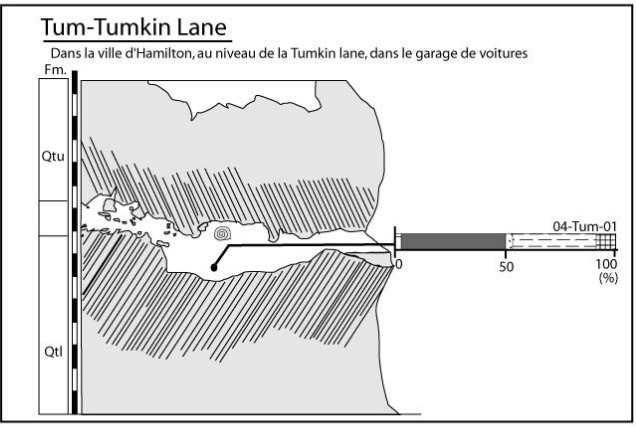 Tum-Tumkin Lane
Dans la ville d'Hamilton, au niveau de la Tumkin lane, dans le garage de voitures
Fm.
Qtu
Qtl
04-Tum-01
0
50
100
(%)